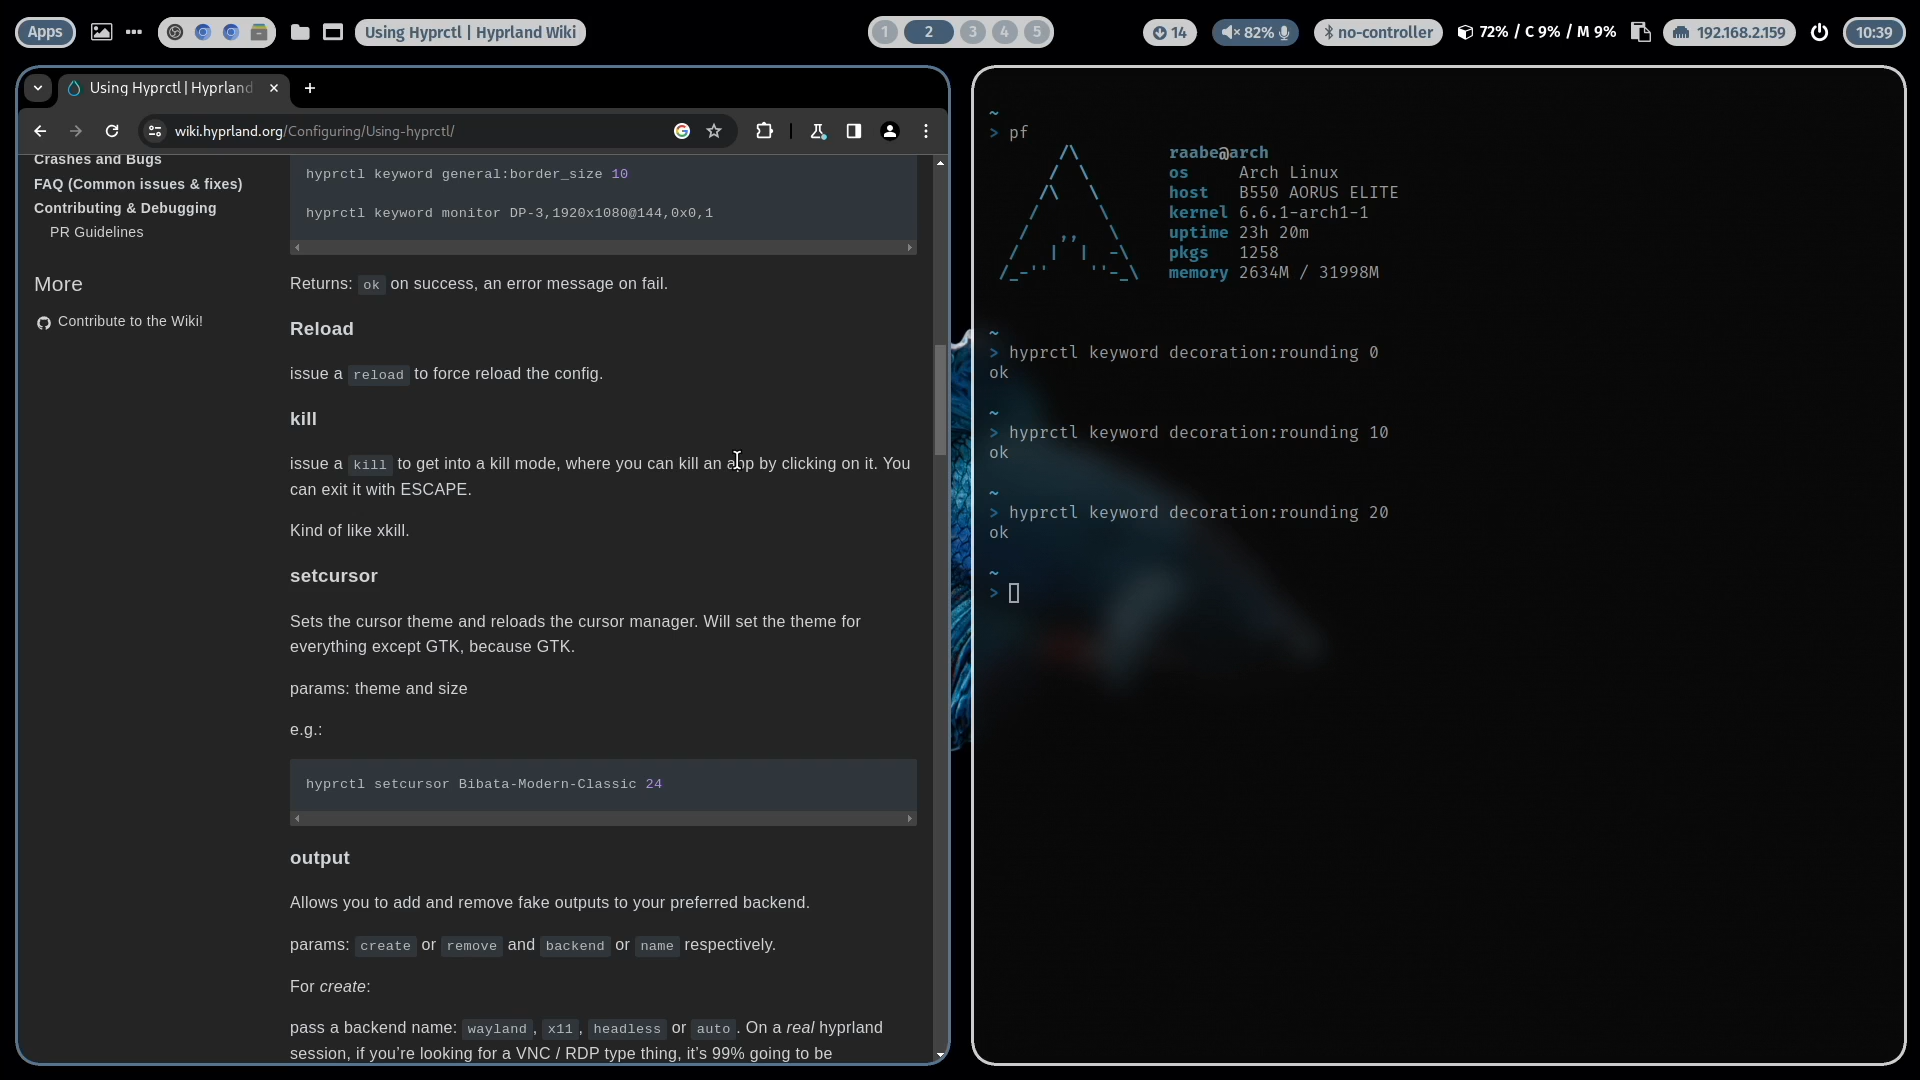 Apps
Using Hyprctl | Hyprland Wiki
1 2 3 4 5
14
82%
no-controller
72% / C 9% / M 9%
192.168.2.159
10:39
Using Hyprctl | Hyprland
wiki.hyprland.org/Configuring/Using-hyprctl/
Crashes and Bugs
FAQ (Common issues & fixes)
Contributing & Debugging
PR Guidelines
More
Contribute to the Wiki!
hyprctl keyword general:border_size 10
hyprctl keyword monitor DP-3,1920x1080@144,0x0,1
Returns: ok on success, an error message on fail.
Reload
issue a reload to force reload the config.
kill
issue a kill to get into a kill mode, where you can kill an app by clicking on it. You
can exit it with ESCAPE.
Kind of like xkill.
setcursor
Sets the cursor theme and reloads the cursor manager. Will set the theme for
everything except GTK, because GTK.
params: theme and size
e.g.:
hyprctl setcursor Bibata-Modern-Classic 24
output
Allows you to add and remove fake outputs to your preferred backend.
params: create or remove and backend or name respectively.
For create:
pass a backend name: wayland, x11, headless or auto. On a real hyprland
session, if you’re looking for a VNC / RDP type thing, it’s 99% going to be
~
> pf
raabe@arch
os Arch Linux
host B550 AORUS ELITE
kernel 6.6.1-arch1-1
uptime 23h 20m
pkgs 1258
memory 2634M / 31998M
~
> hyprctl keyword decoration:rounding 0
ok
~
> hyprctl keyword decoration:rounding 10
ok
~
> hyprctl keyword decoration:rounding 20
ok
~
>